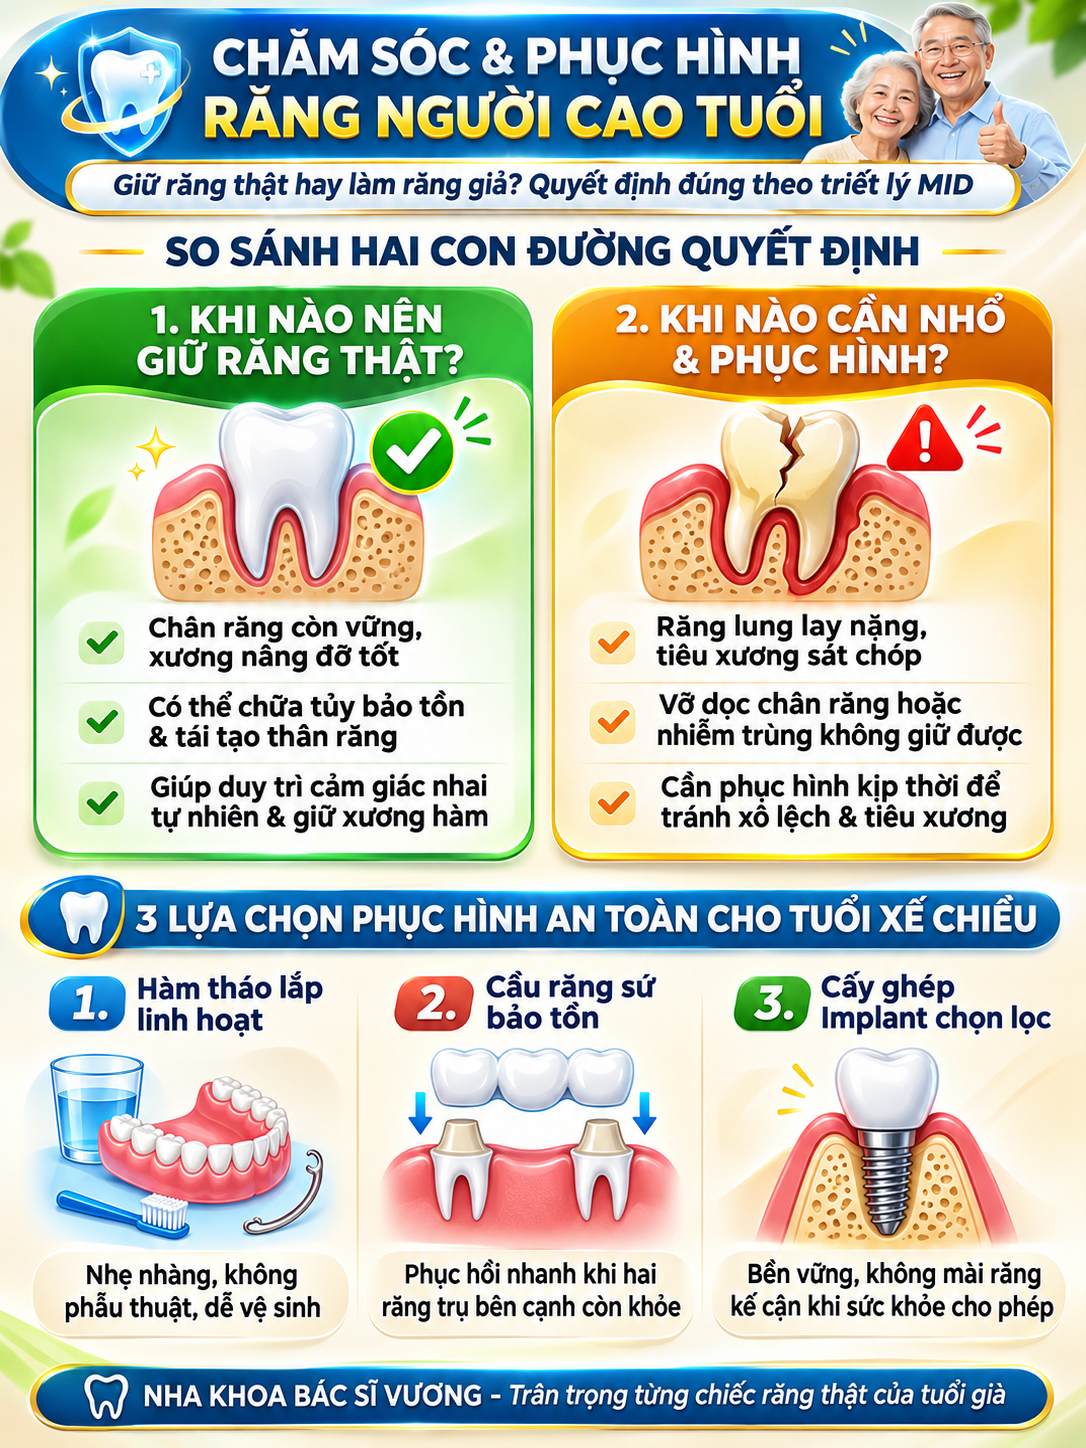 CHĂM SÓC & PHỤC HÌNH
RĂNG NGƯỜI CAO TUỔI
Giữ răng thật hay làm răng giả? Quyết định đúng theo triết lý MID
SO SÁNH HAI CON ĐƯỜNG QUYẾT ĐỊNH
1. KHI NÀO NÊN
GIỮ RĂNG THẬT?
Chân răng còn vững,
xương nâng đỡ tốt
Có thể chữa tủy bảo tồn
& tái tạo thân răng
Giúp duy trì cảm giác nhai
tự nhiên & giữ xương hàm
2. KHI NÀO CẦN NHỔ
& PHỤC HÌNH?
Răng lung lay nặng,
tiêu xương sát chóp
Vỡ dọc chân răng hoặc
nhiễm trùng không giữ được
Cần phục hình kịp thời để
tránh xô lệch & tiêu xương
3 LỰA CHỌN PHỤC HÌNH AN TOÀN CHO TUỔI XẾ CHIỀU
1. Hàm tháo lắp
linh hoạt
Nhẹ nhàng, không
phẫu thuật, dễ vệ sinh
2. Cầu răng sứ
bảo tồn
Phục hồi nhanh khi hai
răng trụ bên cạnh còn khỏe
3. Cấy ghép
Implant chọn lọc
Bền vững, không mài răng
kế cận khi sức khỏe cho phép
NHA KHOA BÁC SĨ VƯƠNG - Trân trọng từng chiếc răng thật của tuổi già